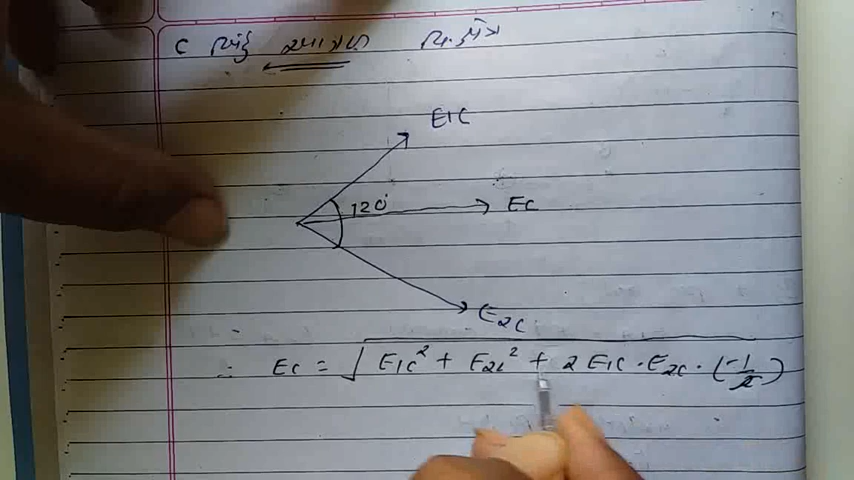 C
E1C
120°
EC
E2C
∴ EC = √E1C² + E2C² + 2 E1C · E2C · (-1/2)